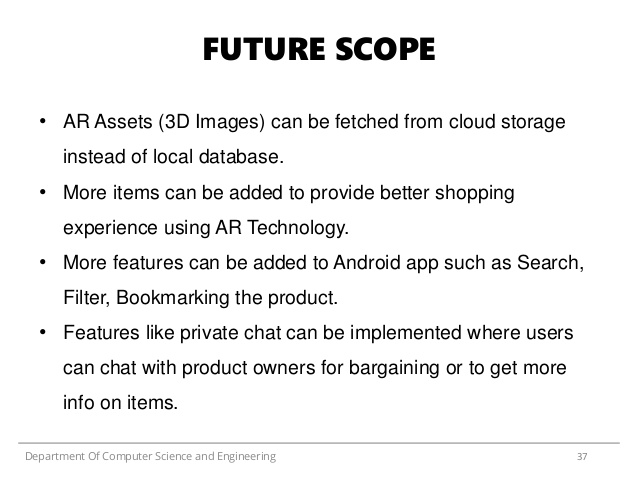 FUTURE SCOPE
• AR Assets (3D Images) can be fetched from cloud storage
instead of local database.
• More items can be added to provide better shopping
experience using AR Technology.
• More features can be added to Android app such as Search,
Filter, Bookmarking the product.
• Features like private chat can be implemented where users
can chat with product owners for bargaining or to get more
info on items.
Department Of Computer Science and Engineering 37